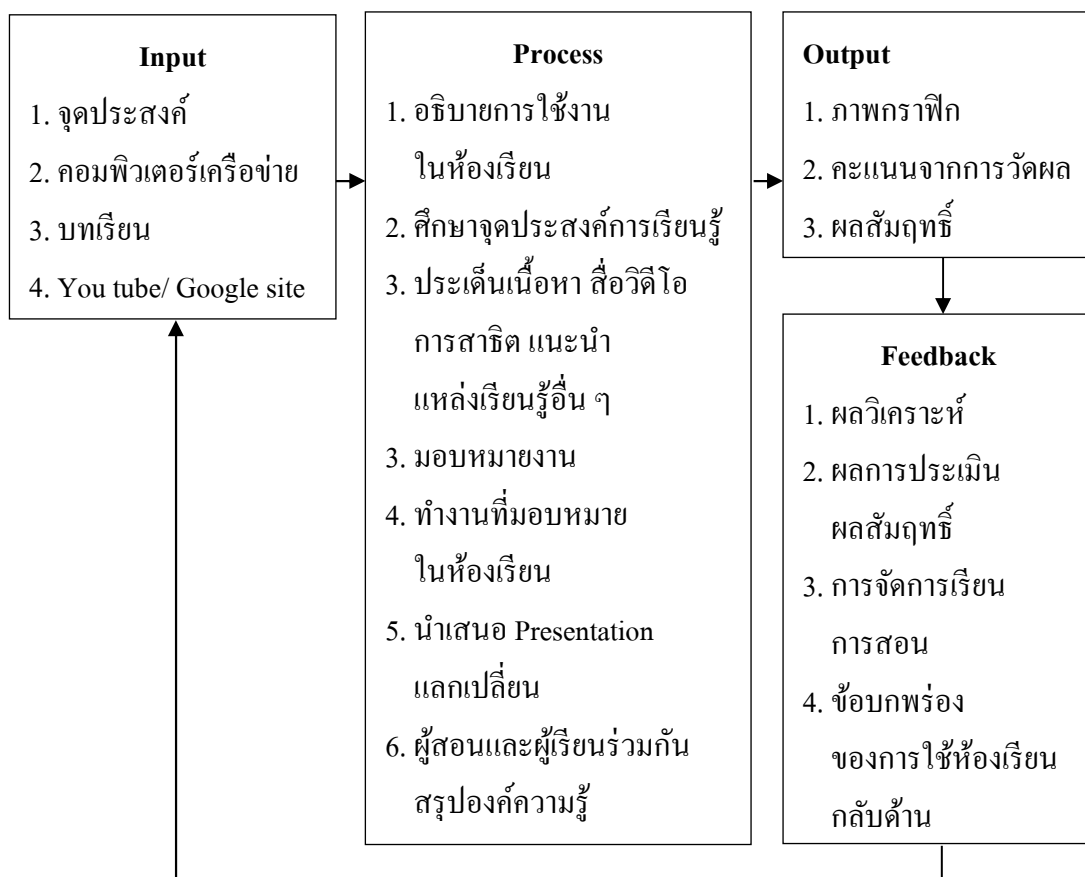 Input
1. จุดประสงค์
2. คอมพิวเตอร์เครือข่าย
3. บทเรียน
4. You tube/ Google site
Process
1. อธิบายการใช้งาน
ในห้องเรียน
2. ศึกษาจุดประสงค์การเรียนรู้
3. ประเด็นเนื้อหา สื่อวิดีโอ
การสาธิต แนะนำ
แหล่งเรียนรู้อื่น ๆ
3. มอบหมายงาน
4. ทำงานที่มอบหมาย
ในห้องเรียน
5. นำเสนอ Presentation
แลกเปลี่ยน
6. ผู้สอนและผู้เรียนร่วมกัน
สรุปองค์ความรู้
Output
1. ภาพกราฟิก
2. คะแนนจากการวัดผล
3. ผลสัมฤทธิ์
Feedback
1. ผลวิเคราะห์
2. ผลการประเมิน
ผลสัมฤทธิ์
3. การจัดการเรียน
การสอน
4. ข้อบกพร่อง
ของการใช้ห้องเรียน
กลับด้าน